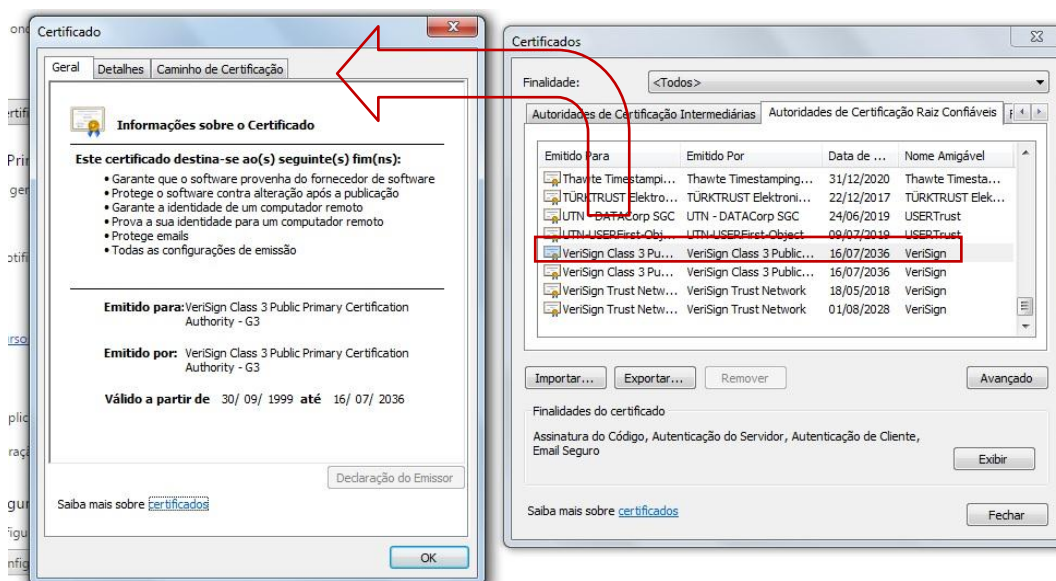 Certificado
Geral
Detalhes
Caminho de Certificação
Informações sobre o Certificado
Este certificado destina-se ao(s) seguinte(s) fim(ns):
• Garante que o software provenha do fornecedor de software
• Protege o software contra alteração após a publicação
• Garante a identidade de um computador remoto
• Prova a sua identidade para um computador remoto
• Protege emails
• Todas as configurações de emissão
Emitido para: VeriSign Class 3 Public Primary Certification
Authority - G3
Emitido por: VeriSign Class 3 Public Primary Certification
Authority - G3
Válido a partir de 30/ 09/ 1999 até 16/ 07/ 2036
Declaração do Emissor
Saiba mais sobre certificados
OK
Certificados
Finalidade: <Todos>
Autoridades de Certificação Intermediárias
Autoridades de Certificação Raiz Confiáveis
Emitido Para Emitido Por Data de ... Nome Amigável
Thawte Timestampi... Thawte Timestamping... 31/12/2020 Thawte Timesta...
TÜRKTRUST Elektro... TÜRKTRUST Elektroni... 22/12/2017 TÜRKTRUST Elek...
UTN - DATACorp SGC UTN - DATACorp SGC 24/06/2019 USERTrust
UTN-USERFirst-Obj... UTN-USERFirst-Object 09/07/2019 USERTrust
VeriSign Class 3 Pu... VeriSign Class 3 Public... 16/07/2036 VeriSign
VeriSign Class 3 Pu... VeriSign Class 3 Public... 16/07/2036 VeriSign
VeriSign Trust Netw... VeriSign Trust Network 18/05/2018 VeriSign
VeriSign Trust Netw... VeriSign Trust Network 01/08/2028 VeriSign
Importar... Exportar... Remover Avançado
Finalidades do certificado
Assinatura do Código, Autenticação do Servidor, Autenticação de Cliente,
Email Seguro
Exibir
Saiba mais sobre certificados
Fechar